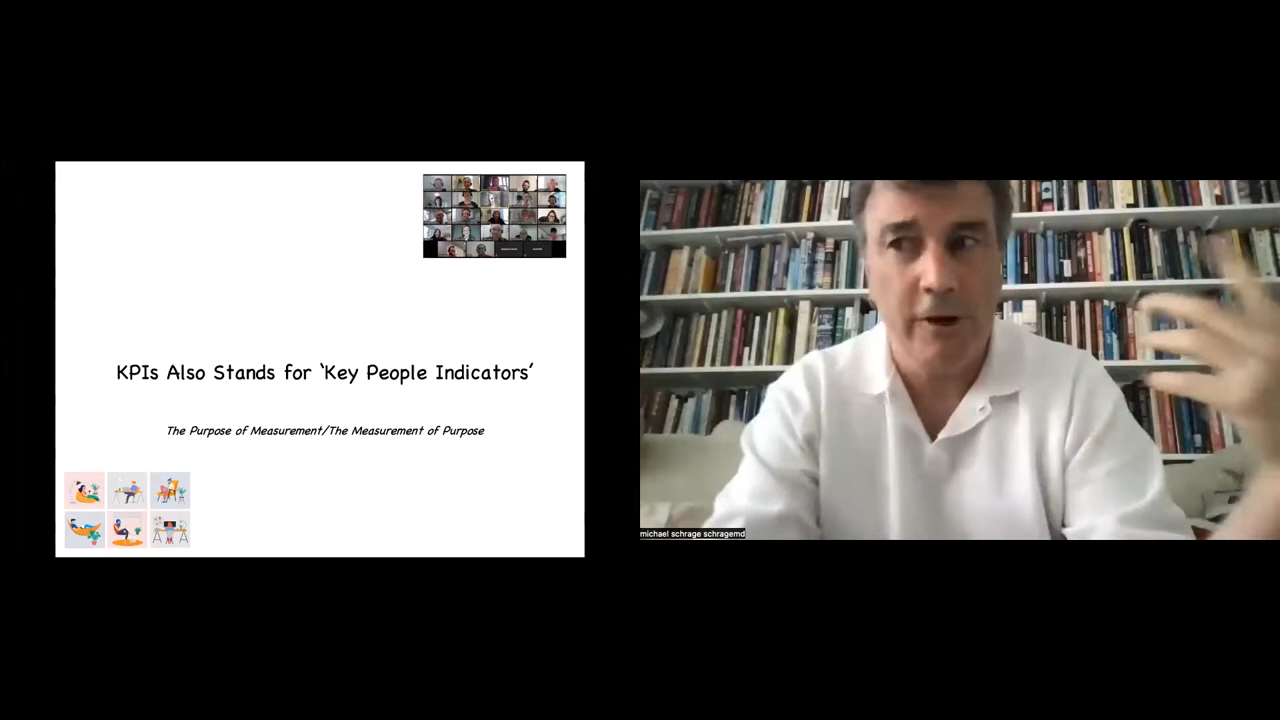 KPIs Also Stands for ‘Key People Indicators’
The Purpose of Measurement/The Measurement of Purpose
michael schrage schragemd